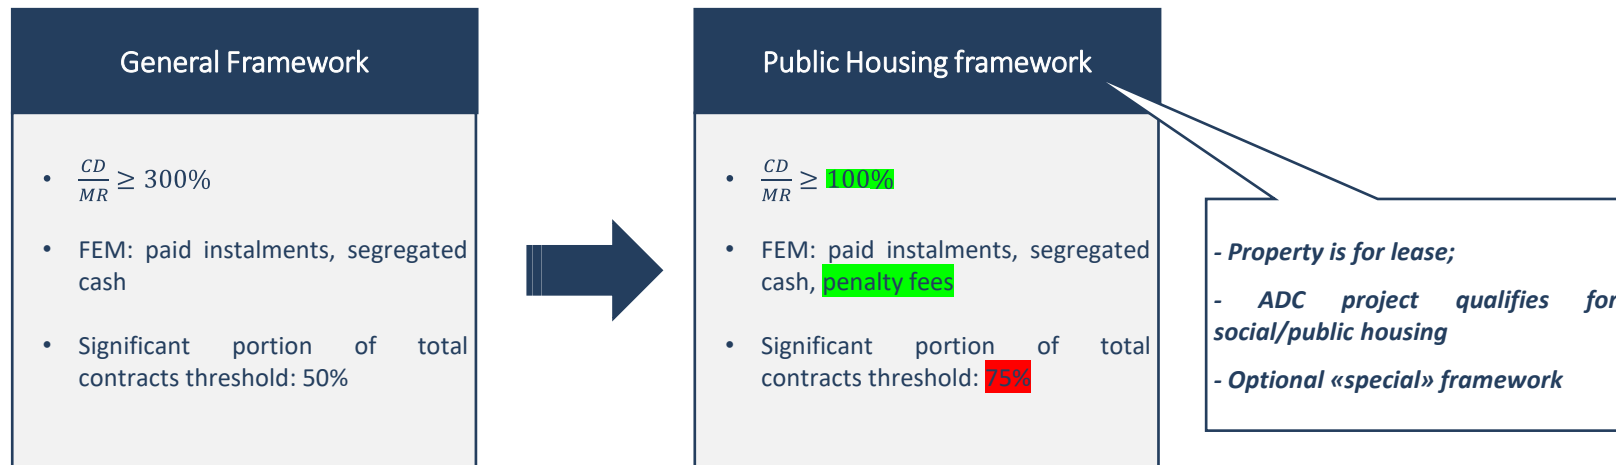 General Framework
• CD/MR ≥ 300%
• FEM: paid instalments, segregated
cash
• Significant portion of total
contracts threshold: 50%
Public Housing framework
• CD/MR ≥ 100%
• FEM: paid instalments, segregated
cash, penalty fees
• Significant portion of total
contracts threshold: 75%
- Property is for lease;
- ADC project qualifies for
social/public housing
- Optional «special» framework